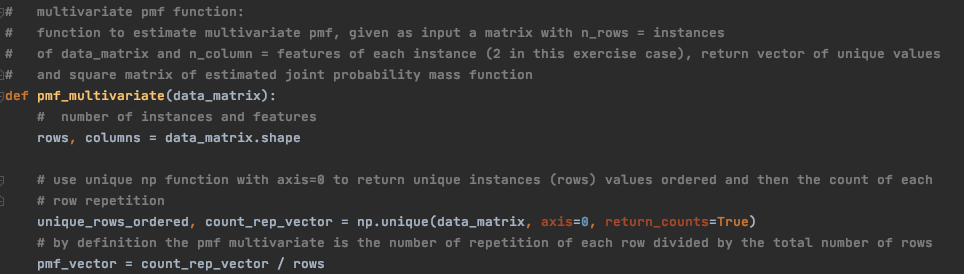 #   multivariate pmf function:
#   function to estimate multivariate pmf, given as input a matrix with n_rows = instances
#   of data_matrix and n_column = features of each instance (2 in this exercise case), return vector of unique values
#   and square matrix of estimated joint probability mass function
def pmf_multivariate(data_matrix):
    #  number of instances and features
    rows, columns = data_matrix.shape
    # use unique np function with axis=0 to return unique instances (rows) values ordered and then the count of each
    # row repetition
    unique_rows_ordered, count_rep_vector = np.unique(data_matrix, axis=0, return_counts=True)
    # by definition the pmf multivariate is the number of repetition of each row divided by the total number of rows
    pmf_vector = count_rep_vector / rows